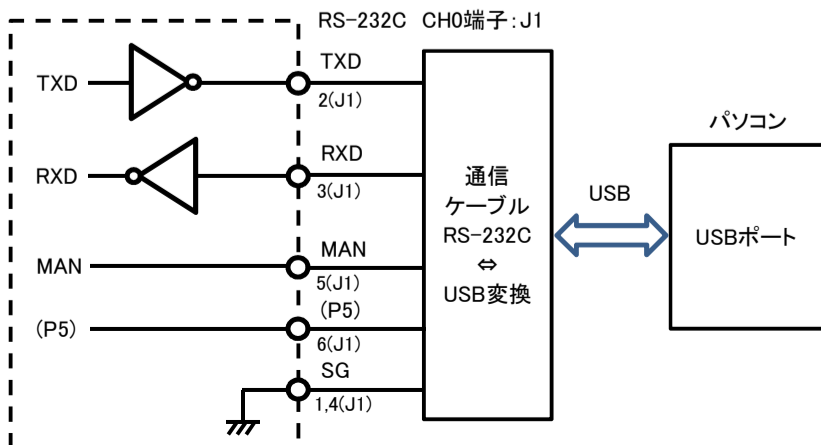 RS-232C CH0端子:J1
TXD
TXD
2(J1)
RXD
RXD
3(J1)
MAN
MAN
5(J1)
(P5)
(P5)
6(J1)
SG
1,4(J1)
通信
ケーブル
RS-232C
⇔
USB変換
USB
パソコン
USBポート